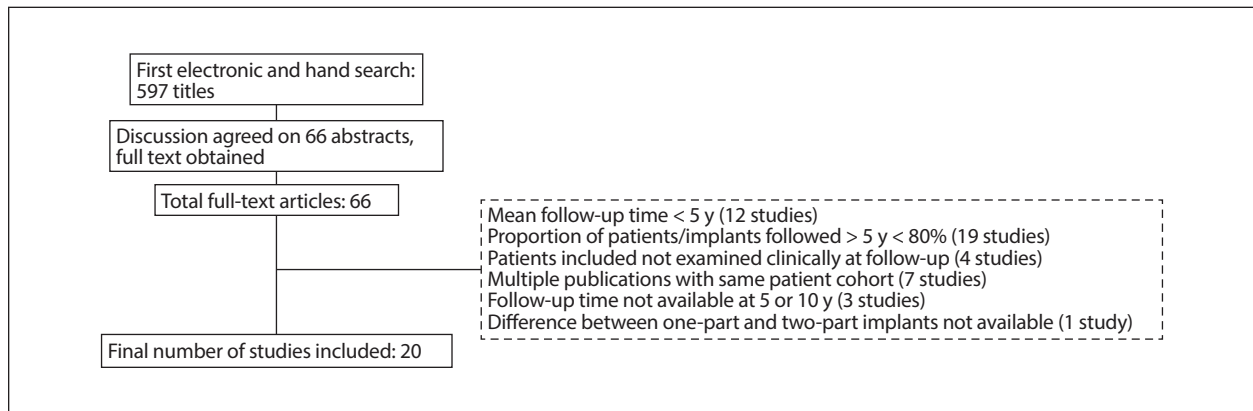 First electronic and hand search:
597 titles
Discussion agreed on 66 abstracts,
full text obtained
Total full-text articles: 66
Mean follow-up time < 5 y (12 studies)
Proportion of patients/implants followed > 5 y < 80% (19 studies)
Patients included not examined clinically at follow-up (4 studies)
Multiple publications with same patient cohort (7 studies)
Follow-up time not available at 5 or 10 y (3 studies)
Difference between one-part and two-part implants not available (1 study)
Final number of studies included: 20